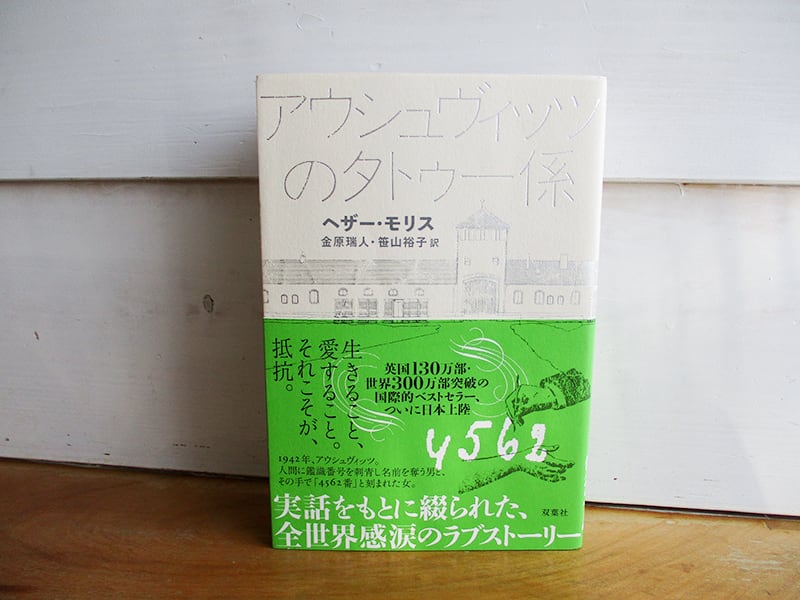 アウシュヴィッツ
のタトゥー係
ヘザー・モリス
金原瑞人・笹山裕子 訳
生きること、
愛すること。
それこそが、
抵抗。
英国130万部・
世界300万部突破の
国際的ベストセラー、
ついに日本上陸
4562
1942年、アウシュヴィッツ。
人間に鑑識番号を刺青し名前を奪う男と、
その手で「4562番」と刻まれた女。
実話をもとに綴られた、
全世界感涙のラブストーリー
双葉社